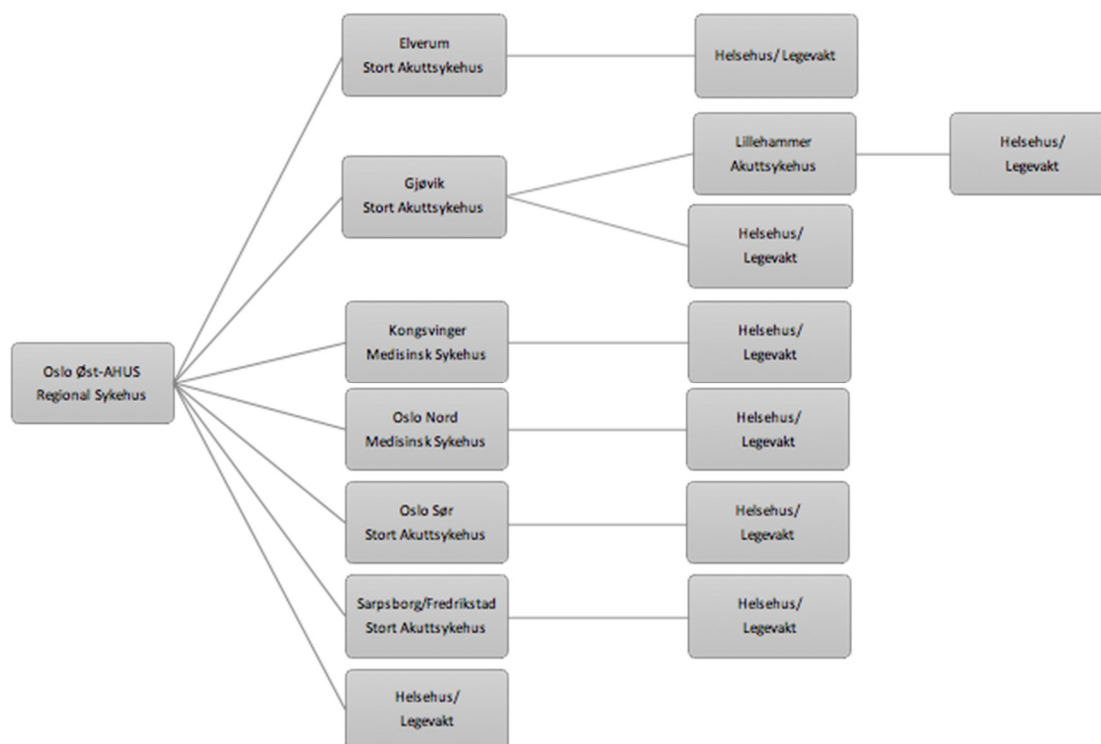 Elverum
Stort Akuttsykehus
Helsehus/ Legevakt
Lillehammer
Akuttsykehus
Helsehus/
Legevakt
Gjøvik
Stort Akuttsykehus
Helsehus/
Legevakt
Kongsvinger
Medisinsk Sykehus
Helsehus/
Legevakt
Oslo Øst-AHUS
Regional Sykehus
Oslo Nord
Medisinsk Sykehus
Helsehus/
Legevakt
Oslo Sør
Stort Akuttsykehus
Helsehus/
Legevakt
Sarpsborg/Fredrikstad
Stort Akuttsykehus
Helsehus/
Legevakt
Helsehus/
Legevakt